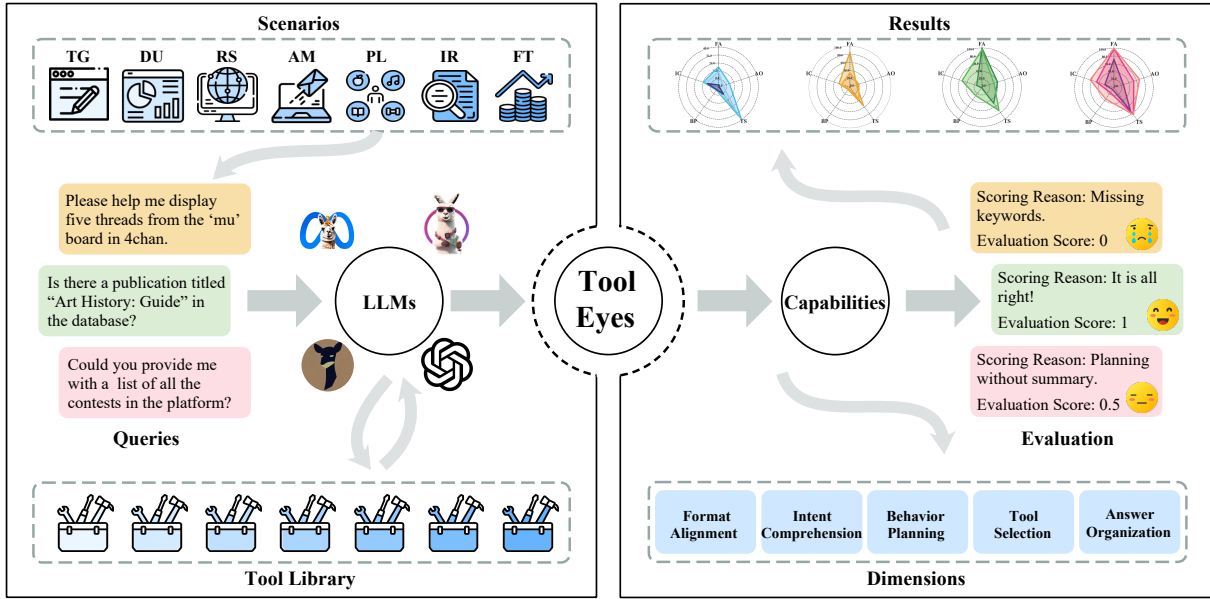 Scenarios
TG DU RS AM PL IR FT
Please help me display
five threads from the ‘mu’
board in 4chan.
Is there a publication titled
“Art History: Guide” in
the database?
Could you provide me
with a list of all the
contests in the platform?
Queries
LLMs
Tool Library
Tool
Eyes
Results
FA
IC AO
BP TS
FA
IC AO
BP TS
FA
IC AO
BP TS
FA
IC AO
BP TS
Capabilities
Scoring Reason: Missing
keywords.
Evaluation Score: 0
Scoring Reason: It is all
right!
Evaluation Score: 1
Scoring Reason: Planning
without summary.
Evaluation Score: 0.5
Evaluation
Format
Alignment
Intent
Comprehension
Behavior
Planning
Tool
Selection
Answer
Organization
Dimensions